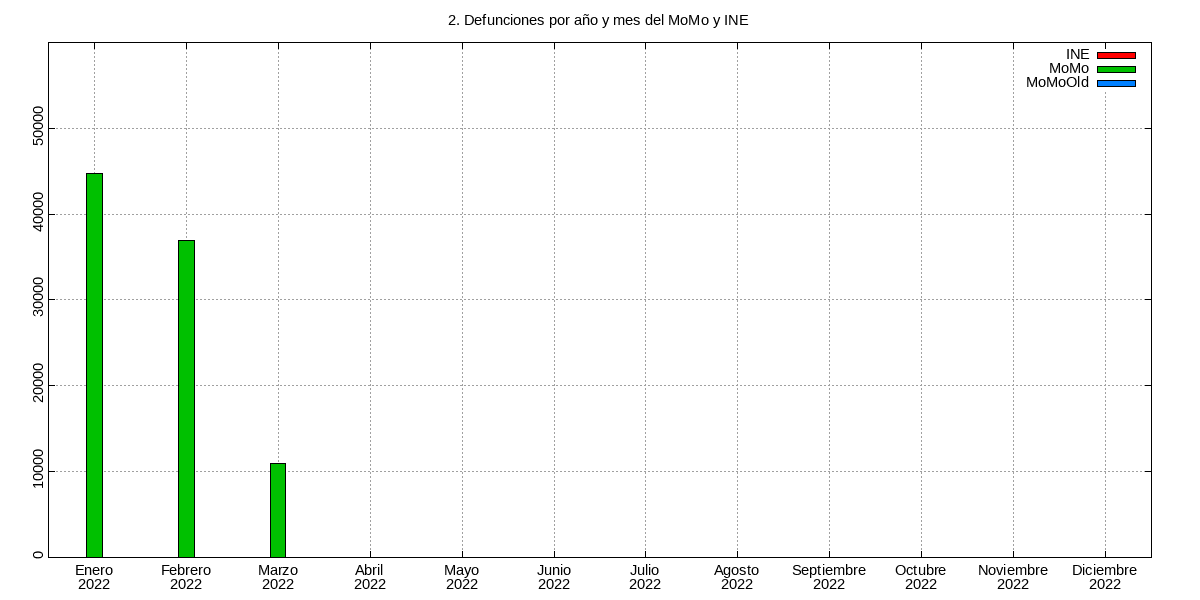 2. Defunciones por año y mes del MoMo y INE
INE
MoMo
MoMoOld
50000
40000
30000
20000
10000
0
Enero Febrero Marzo Abril Mayo Junio Julio Agosto Septiembre Octubre Noviembre Diciembre
2022 2022 2022 2022 2022 2022 2022 2022 2022 2022 2022 2022